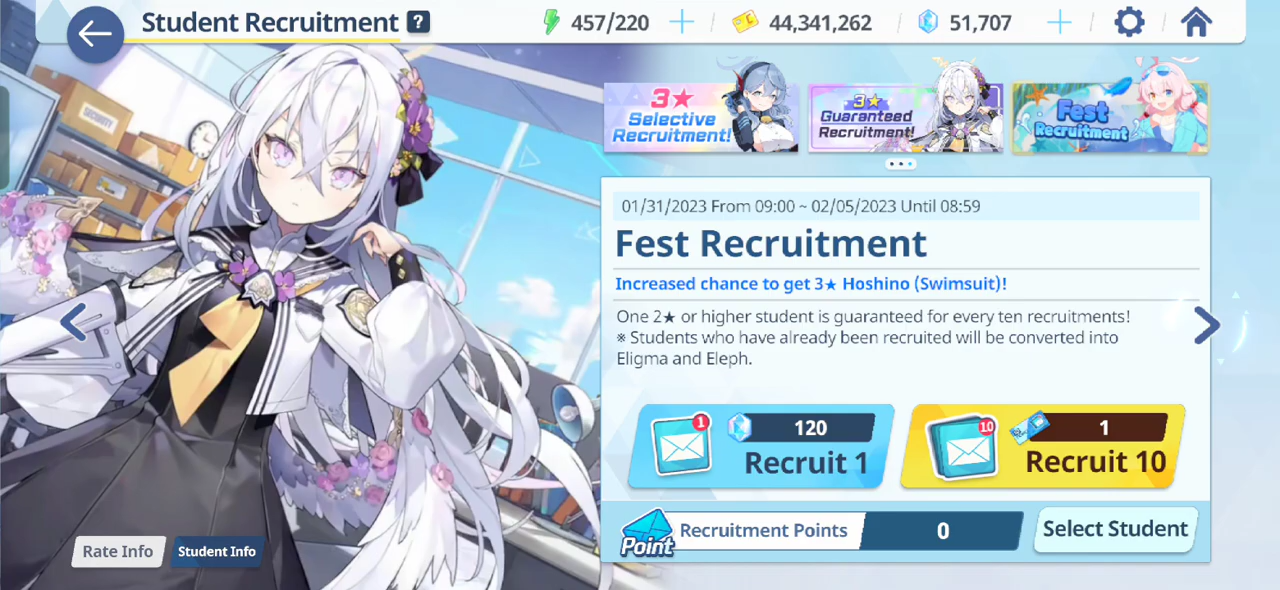 Student Recruitment ?
457/220
44,341,262
51,707
3★
Selective
Recruitment!
3★
Guaranteed
Recruitment!
Fest
Recruitment
SECURITY
01/31/2023 From 09:00 ~ 02/05/2023 Until 08:59
Fest Recruitment
Increased chance to get 3★ Hoshino (Swimsuit)!
One 2★ or higher student is guaranteed for every ten recruitments!
※ Students who have already been recruited will be converted into
Eligma and Eleph.
1
120
Recruit 1
10
1
Recruit 10
Point
Recruitment Points
0
Select Student
Rate Info
Student Info